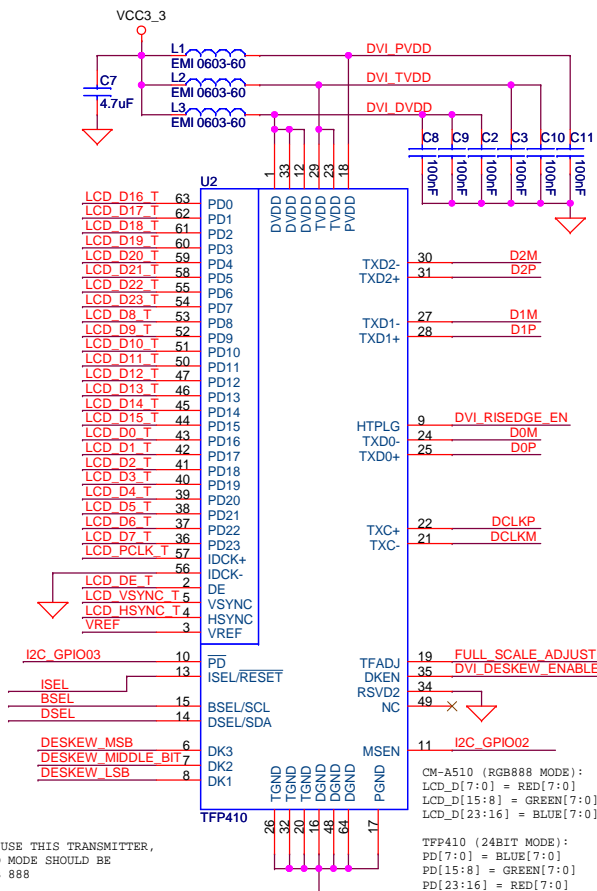 VCC3_3
L1
DVI_PVDD
EMI 0603-60
L2
DVI_TVDD
EMI 0603-60
C7
4.7uF
L3
DVI_DVDD
EMI 0603-60
C8 C9 C2 C3 C10 C11
100nF 100nF 100nF 100nF 100nF 100nF
1 33 12 29 23 18
U2
DVDD DVDD DVDD TVDD TVDD PVDD
LCD_D16_T 63 PD0
LCD_D17_T 62 PD1
LCD_D18_T 61 PD2
LCD_D19_T 60 PD3
LCD_D20_T 59 PD4
LCD_D21_T 58 PD5
LCD_D22_T 55 PD6
LCD_D23_T 54 PD7
LCD_D8_T 53 PD8
LCD_D9_T 52 PD9
LCD_D10_T 51 PD10
LCD_D11_T 50 PD11
LCD_D12_T 47 PD12
LCD_D13_T 46 PD13
LCD_D14_T 45 PD14
LCD_D15_T 44 PD15
LCD_D0_T 43 PD16
LCD_D1_T 42 PD17
LCD_D2_T 41 PD18
LCD_D3_T 40 PD19
LCD_D4_T 39 PD20
LCD_D5_T 38 PD21
LCD_D6_T 37 PD22
LCD_D7_T 36 PD23
LCD_PCLK_T 57 IDCK+
56 IDCK-
LCD_DE_T 2 DE
LCD_VSYNC_T 5 VSYNC
LCD_HSYNC_T 4 HSYNC
VREF 3 VREF
I2C_GPIO03 10 PD
13 ISEL/RESET
ISEL
BSEL 15 BSEL/SCL
DSEL 14 DSEL/SDA
DESKEW_MSB 6 DK3
DESKEW_MIDDLE_BIT 7 DK2
DESKEW_LSB 8 DK1
TXD2- 30 D2M
TXD2+ 31 D2P
TXD1- 27 D1M
TXD1+ 28 D1P
HTPLG 9 DVI_RISEDGE_EN
TXD0- 24 D0M
TXD0+ 25 D0P
TXC+ 22 DCLKP
TXC- 21 DCLKM
TFADJ 19 FULL_SCALE_ADJUST
DKEN 35 DVI_DESKEW_ENABLE
RSVD2 34
NC 49
MSEN 11 I2C_GPIO02
TGND TGND TGND DGND DGND DGND PGND
TFP410
26 32 20 16 48 64 17
CM-A510 (RGB888 MODE):
LCD_D[7:0] = RED[7:0]
LCD_D[15:8] = GREEN[7:0]
LCD_D[23:16] = BLUE[7:0]
TFP410 (24BIT MODE):
PD[7:0] = BLUE[7:0]
PD[15:8] = GREEN[7:0]
PD[23:16] = RED[7:0]
USE THIS TRANSMITTER,
MODE SHOULD BE
888